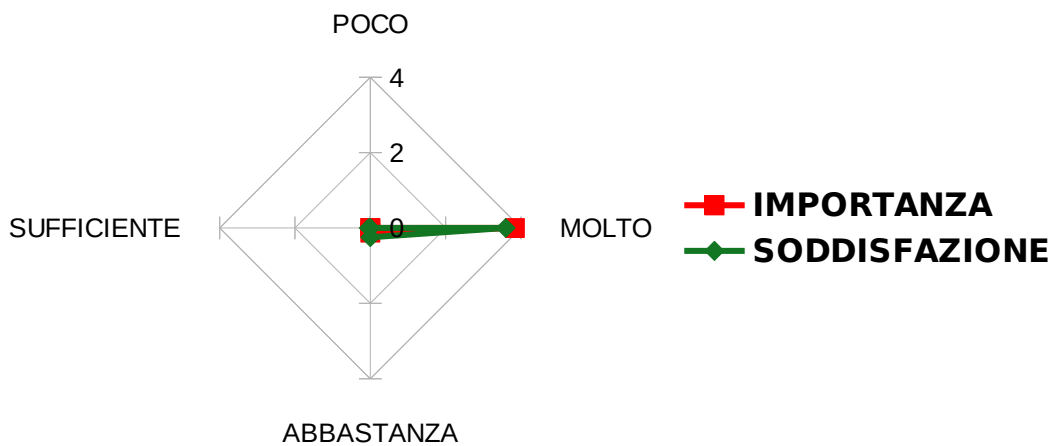 POCO
4
2
0
SUFFICIENTE
MOLTO
ABBASTANZA
IMPORTANZA
SODDISFAZIONE